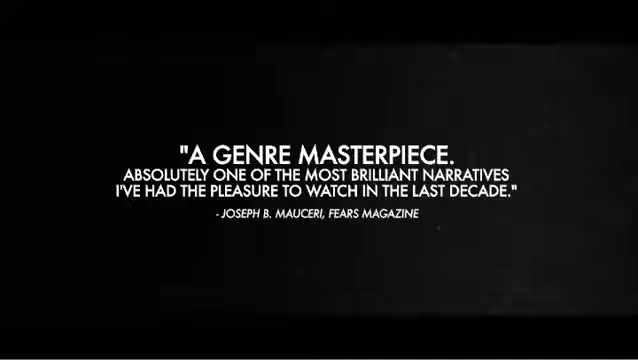 "A GENRE MASTERPIECE.
ABSOLUTELY ONE OF THE MOST BRILLIANT NARRATIVES
I'VE HAD THE PLEASURE TO WATCH IN THE LAST DECADE."
- JOSEPH B. MAUCERI, FEARS MAGAZINE